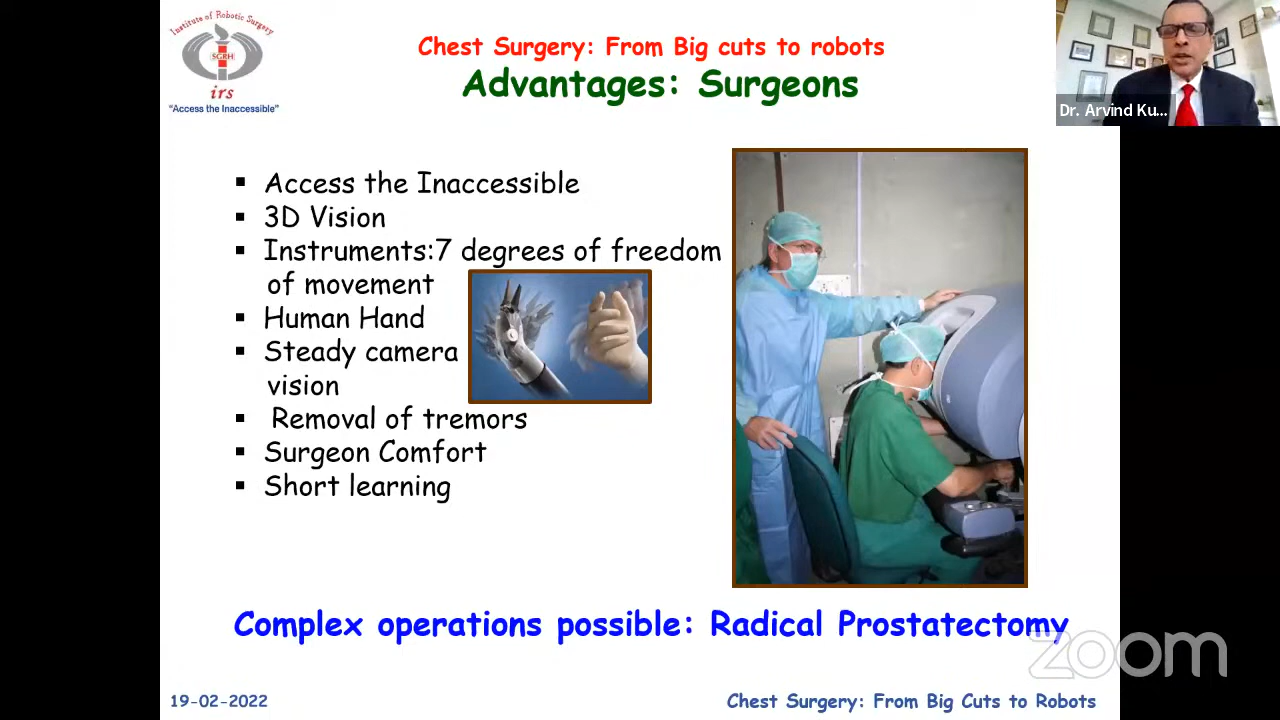 Institute of Robotic Surgery
SGRH
irs
"Access the Inaccessible"
Chest Surgery: From Big cuts to robots
Advantages: Surgeons
Dr. Arvind Ku...
▪ Access the Inaccessible
▪ 3D Vision
▪ Instruments:7 degrees of freedom
of movement
▪ Human Hand
▪ Steady camera
vision
▪ Removal of tremors
▪ Surgeon Comfort
▪ Short learning
Complex operations possible: Radical Prostatectomy
zoom
19-02-2022
Chest Surgery: From Big Cuts to Robots